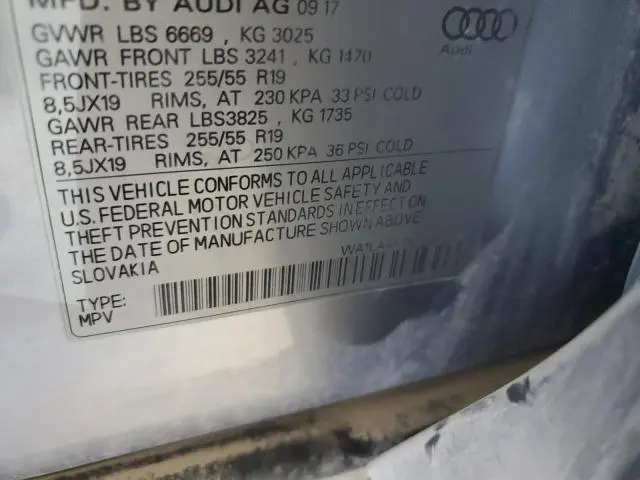 MFD. BY AUDI AG 09 17
GVWR LBS 6669 , KG 3025
GAWR FRONT LBS 3241 , KG 1470
FRONT-TIRES 255/55 R19
8,5JX19 RIMS, AT 230 KPA 33 PSI COLD
GAWR REAR LBS3825 , KG 1735
REAR-TIRES 255/55 R19
8,5JX19 RIMS, AT 250 KPA 36 PSI COLD
Audi
THIS VEHICLE CONFORMS TO ALL APPLICABLE
U.S. FEDERAL MOTOR VEHICLE SAFETY AND
THEFT PREVENTION STANDARDS IN EFFECT ON
THE DATE OF MANUFACTURE SHOWN ABOVE
SLOVAKIA
TYPE:
MPV